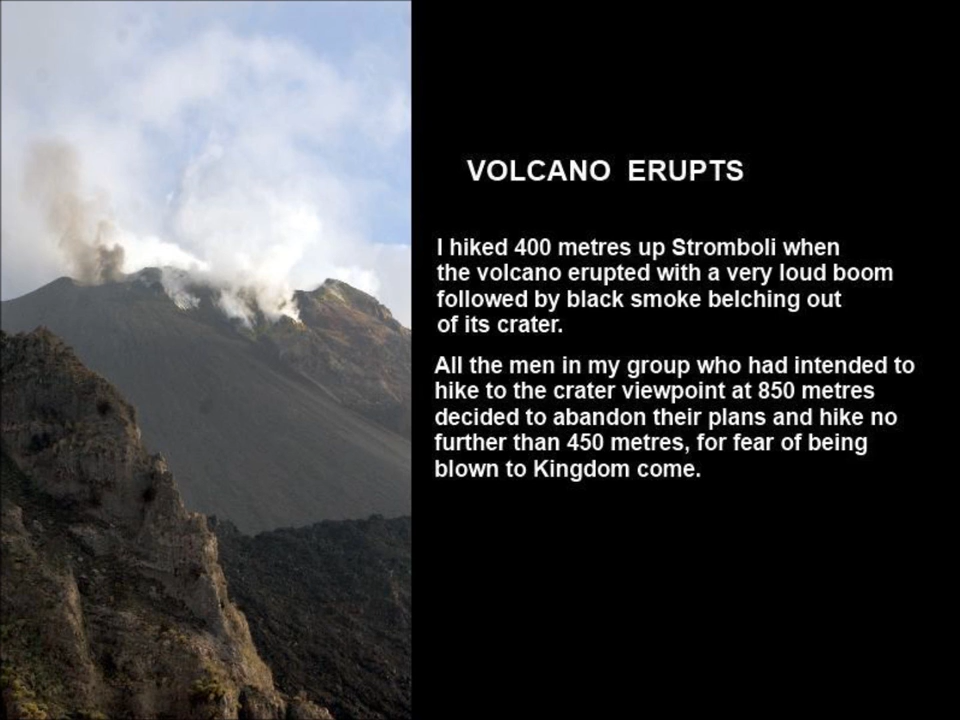 VOLCANO ERUPTS
I hiked 400 metres up Stromboli when
the volcano erupted with a very loud boom
followed by black smoke belching out
of its crater.
All the men in my group who had intended to
hike to the crater viewpoint at 850 metres
decided to abandon their plans and hike no
further than 450 metres, for fear of being
blown to Kingdom come.